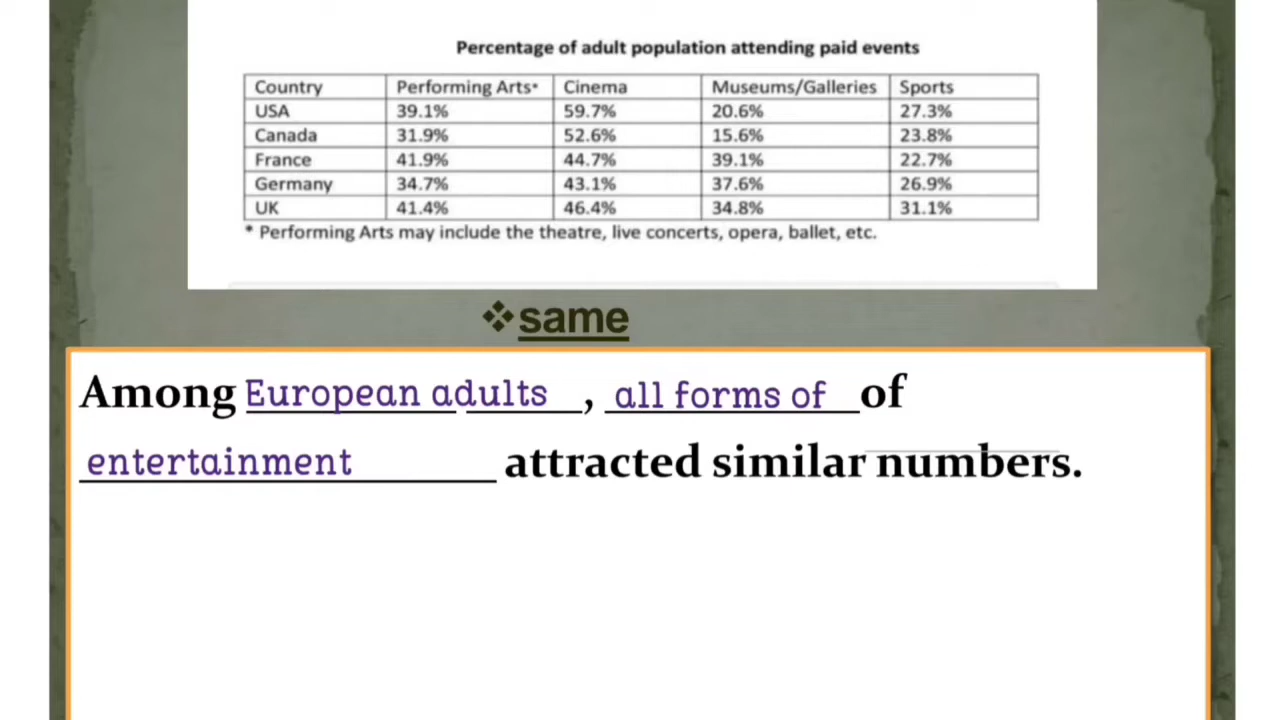 Percentage of adult population attending paid events
Country Performing Arts* Cinema Museums/Galleries Sports
USA 39.1% 59.7% 20.6% 27.3%
Canada 31.9% 52.6% 15.6% 23.8%
France 41.9% 44.7% 39.1% 22.7%
Germany 34.7% 43.1% 37.6% 26.9%
UK 41.4% 46.4% 34.8% 31.1%
* Performing Arts may include the theatre, live concerts, opera, ballet, etc.
❖same
Among European adults, all forms of of
entertainment attracted similar numbers.